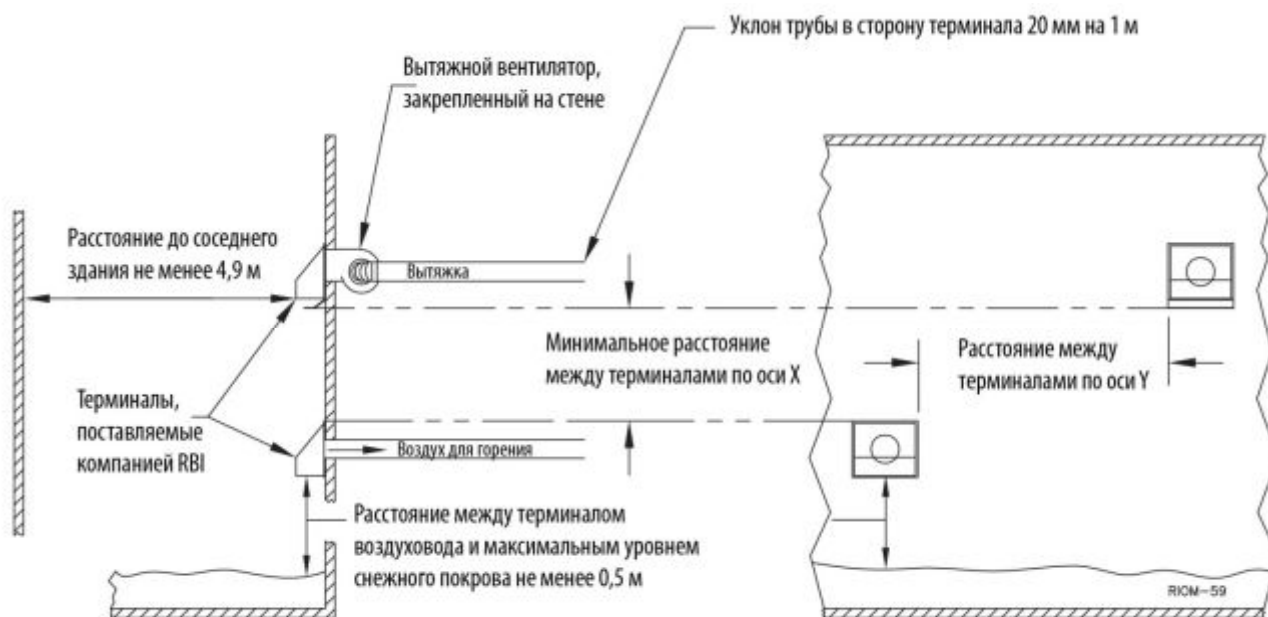 Уклон трубы в сторону терминала 20 мм на 1 м
Вытяжной вентилятор,
закрепленный на стене
Расстояние до соседнего
здания не менее 4,9 м
Вытяжка
Минимальное расстояние
между терминалами по оси X
Расстояние между
терминалами по оси Y
Терминалы,
поставляемые
компанией RBI
Воздух для горения
Расстояние между терминалом
воздуховода и максимальным уровнем
снежного покрова не менее 0,5 м
RIOM-59